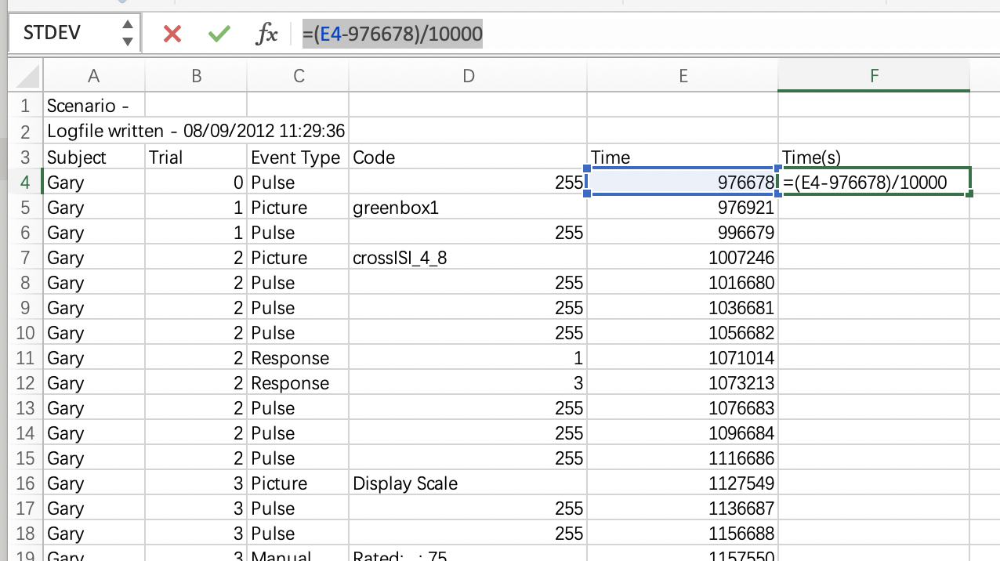 STDEV fx =(E4-976678)/10000
A B C D E F
1 Scenario -
2 Logfile written - 08/09/2012 11:29:36
3 Subject Trial Event Type Code Time Time(s)
4 Gary 0 Pulse 255 976678 =(E4-976678)/10000
5 Gary 1 Picture greenbox1 976921
6 Gary 1 Pulse 255 996679
7 Gary 2 Picture crossISI_4_8 1007246
8 Gary 2 Pulse 255 1016680
9 Gary 2 Pulse 255 1036681
10 Gary 2 Pulse 255 1056682
11 Gary 2 Response 1 1071014
12 Gary 2 Response 3 1073213
13 Gary 2 Pulse 255 1076683
14 Gary 2 Pulse 255 1096684
15 Gary 2 Pulse 255 1116686
16 Gary 3 Picture Display Scale 1127549
17 Gary 3 Pulse 255 1136687
18 Gary 3 Pulse 255 1156688
19 Gary 3 Manual Rated: : 75 1157550